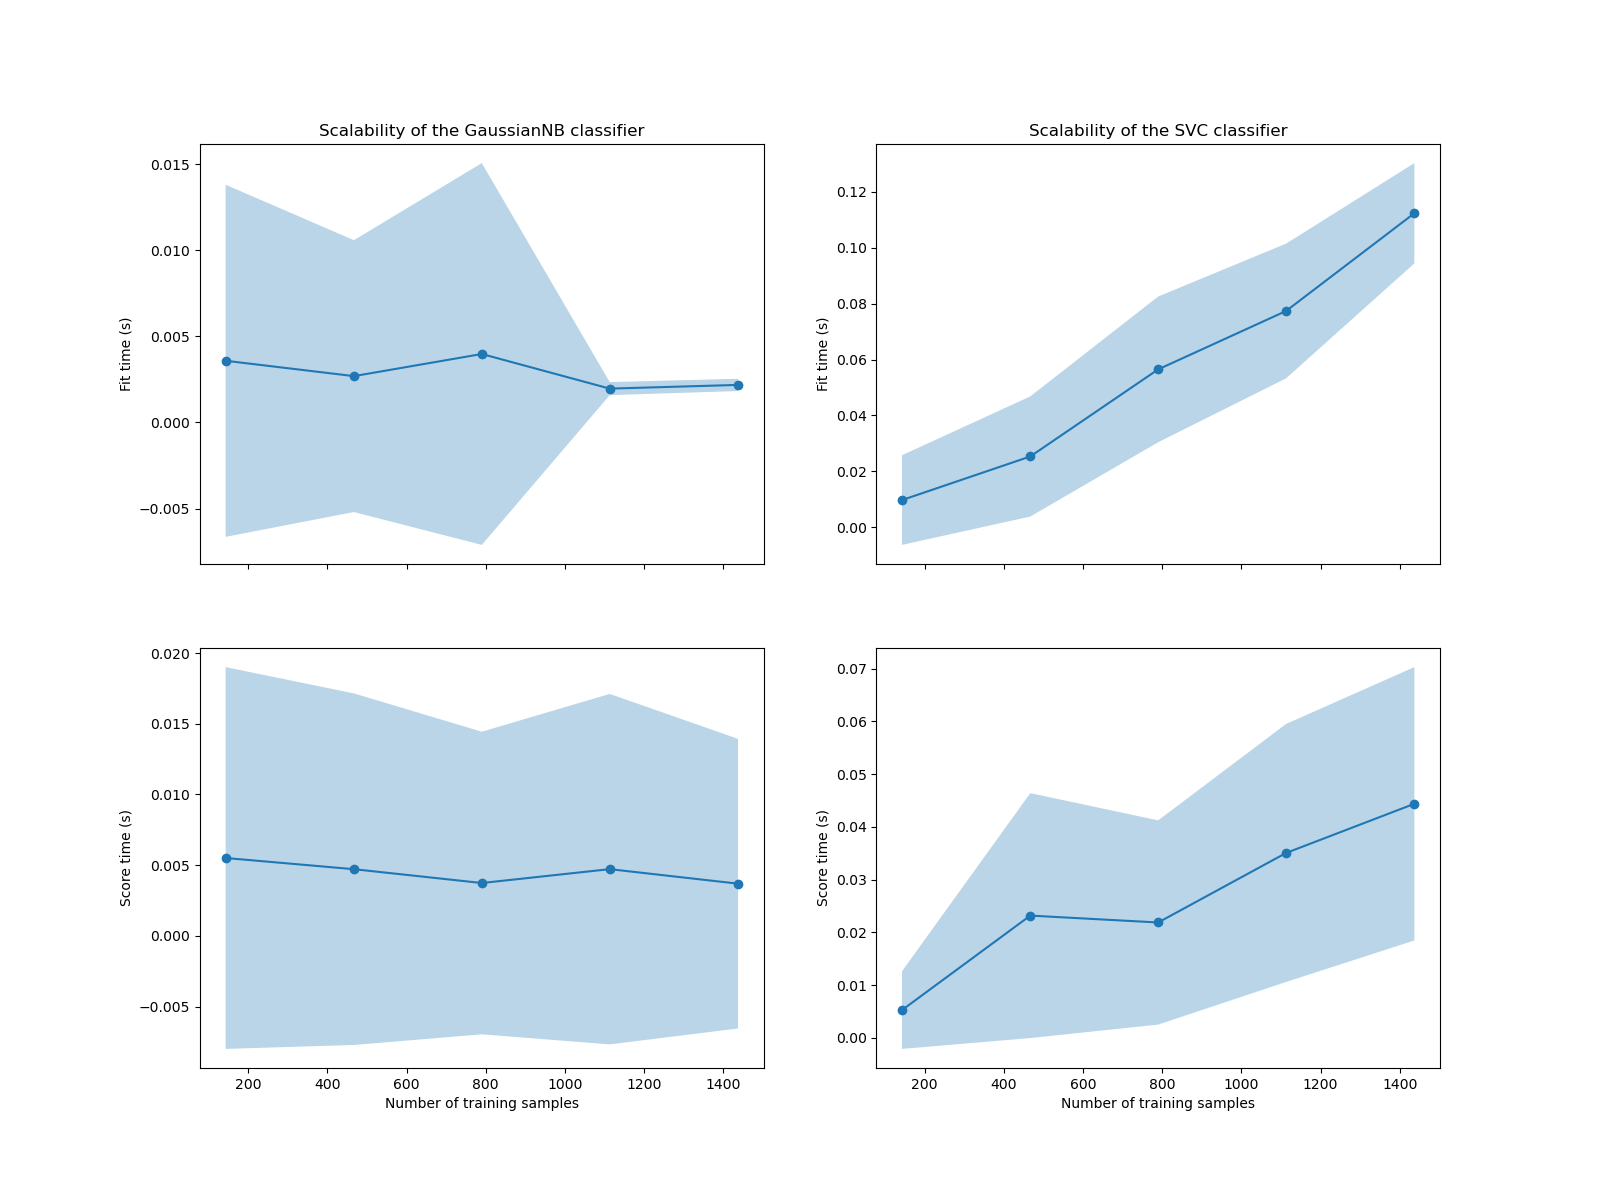 Scalability of the GaussianNB classifier
0.015
0.010
0.005
0.000
−0.005
Fit time (s)
Scalability of the SVC classifier
0.12
0.10
0.08
0.06
0.04
0.02
0.00
Fit time (s)
0.020
0.015
0.010
0.005
0.000
−0.005
Score time (s)
200 400 600 800 1000 1200 1400
Number of training samples
0.07
0.06
0.05
0.04
0.03
0.02
0.01
0.00
Score time (s)
200 400 600 800 1000 1200 1400
Number of training samples